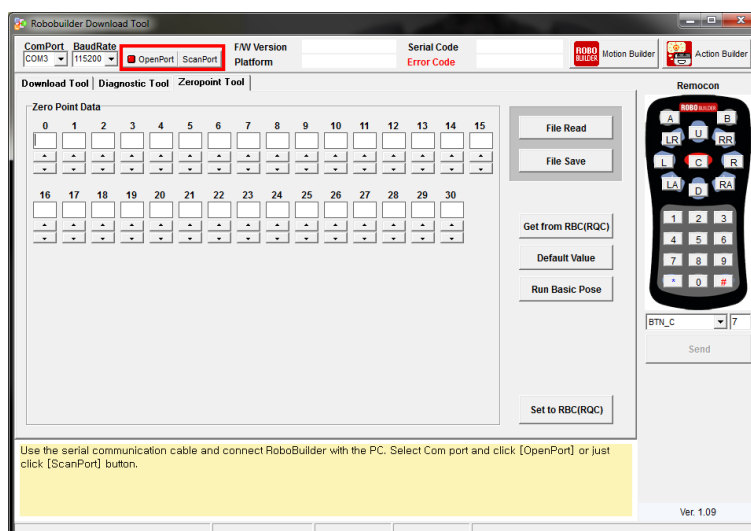 Robobuilder Download Tool
ComPort BaudRate F/W Version Serial Code
COM3 115200 OpenPort ScanPort Platform Error Code ROBO BUILDER Motion Builder Action Builder
Download Tool Diagnostic Tool Zeropoint Tool
Remocon
Zero Point Data
0 1 2 3 4 5 6 7 8 9 10 11 12 13 14 15
16 17 18 19 20 21 22 23 24 25 26 27 28 29 30
File Read
File Save
Get from RBC(RQC)
Default Value
Run Basic Pose
Set to RBC(RQC)
ROBO BUILDER
A B
LR U RR
L C R
LA D RA
1 2 3
4 5 6
7 8 9
* 0 #
BTN_C 7
Send
Use the serial communication cable and connect RoboBuilder with the PC. Select Com port and click [OpenPort] or just
click [ScanPort] button.
Ver. 1.09